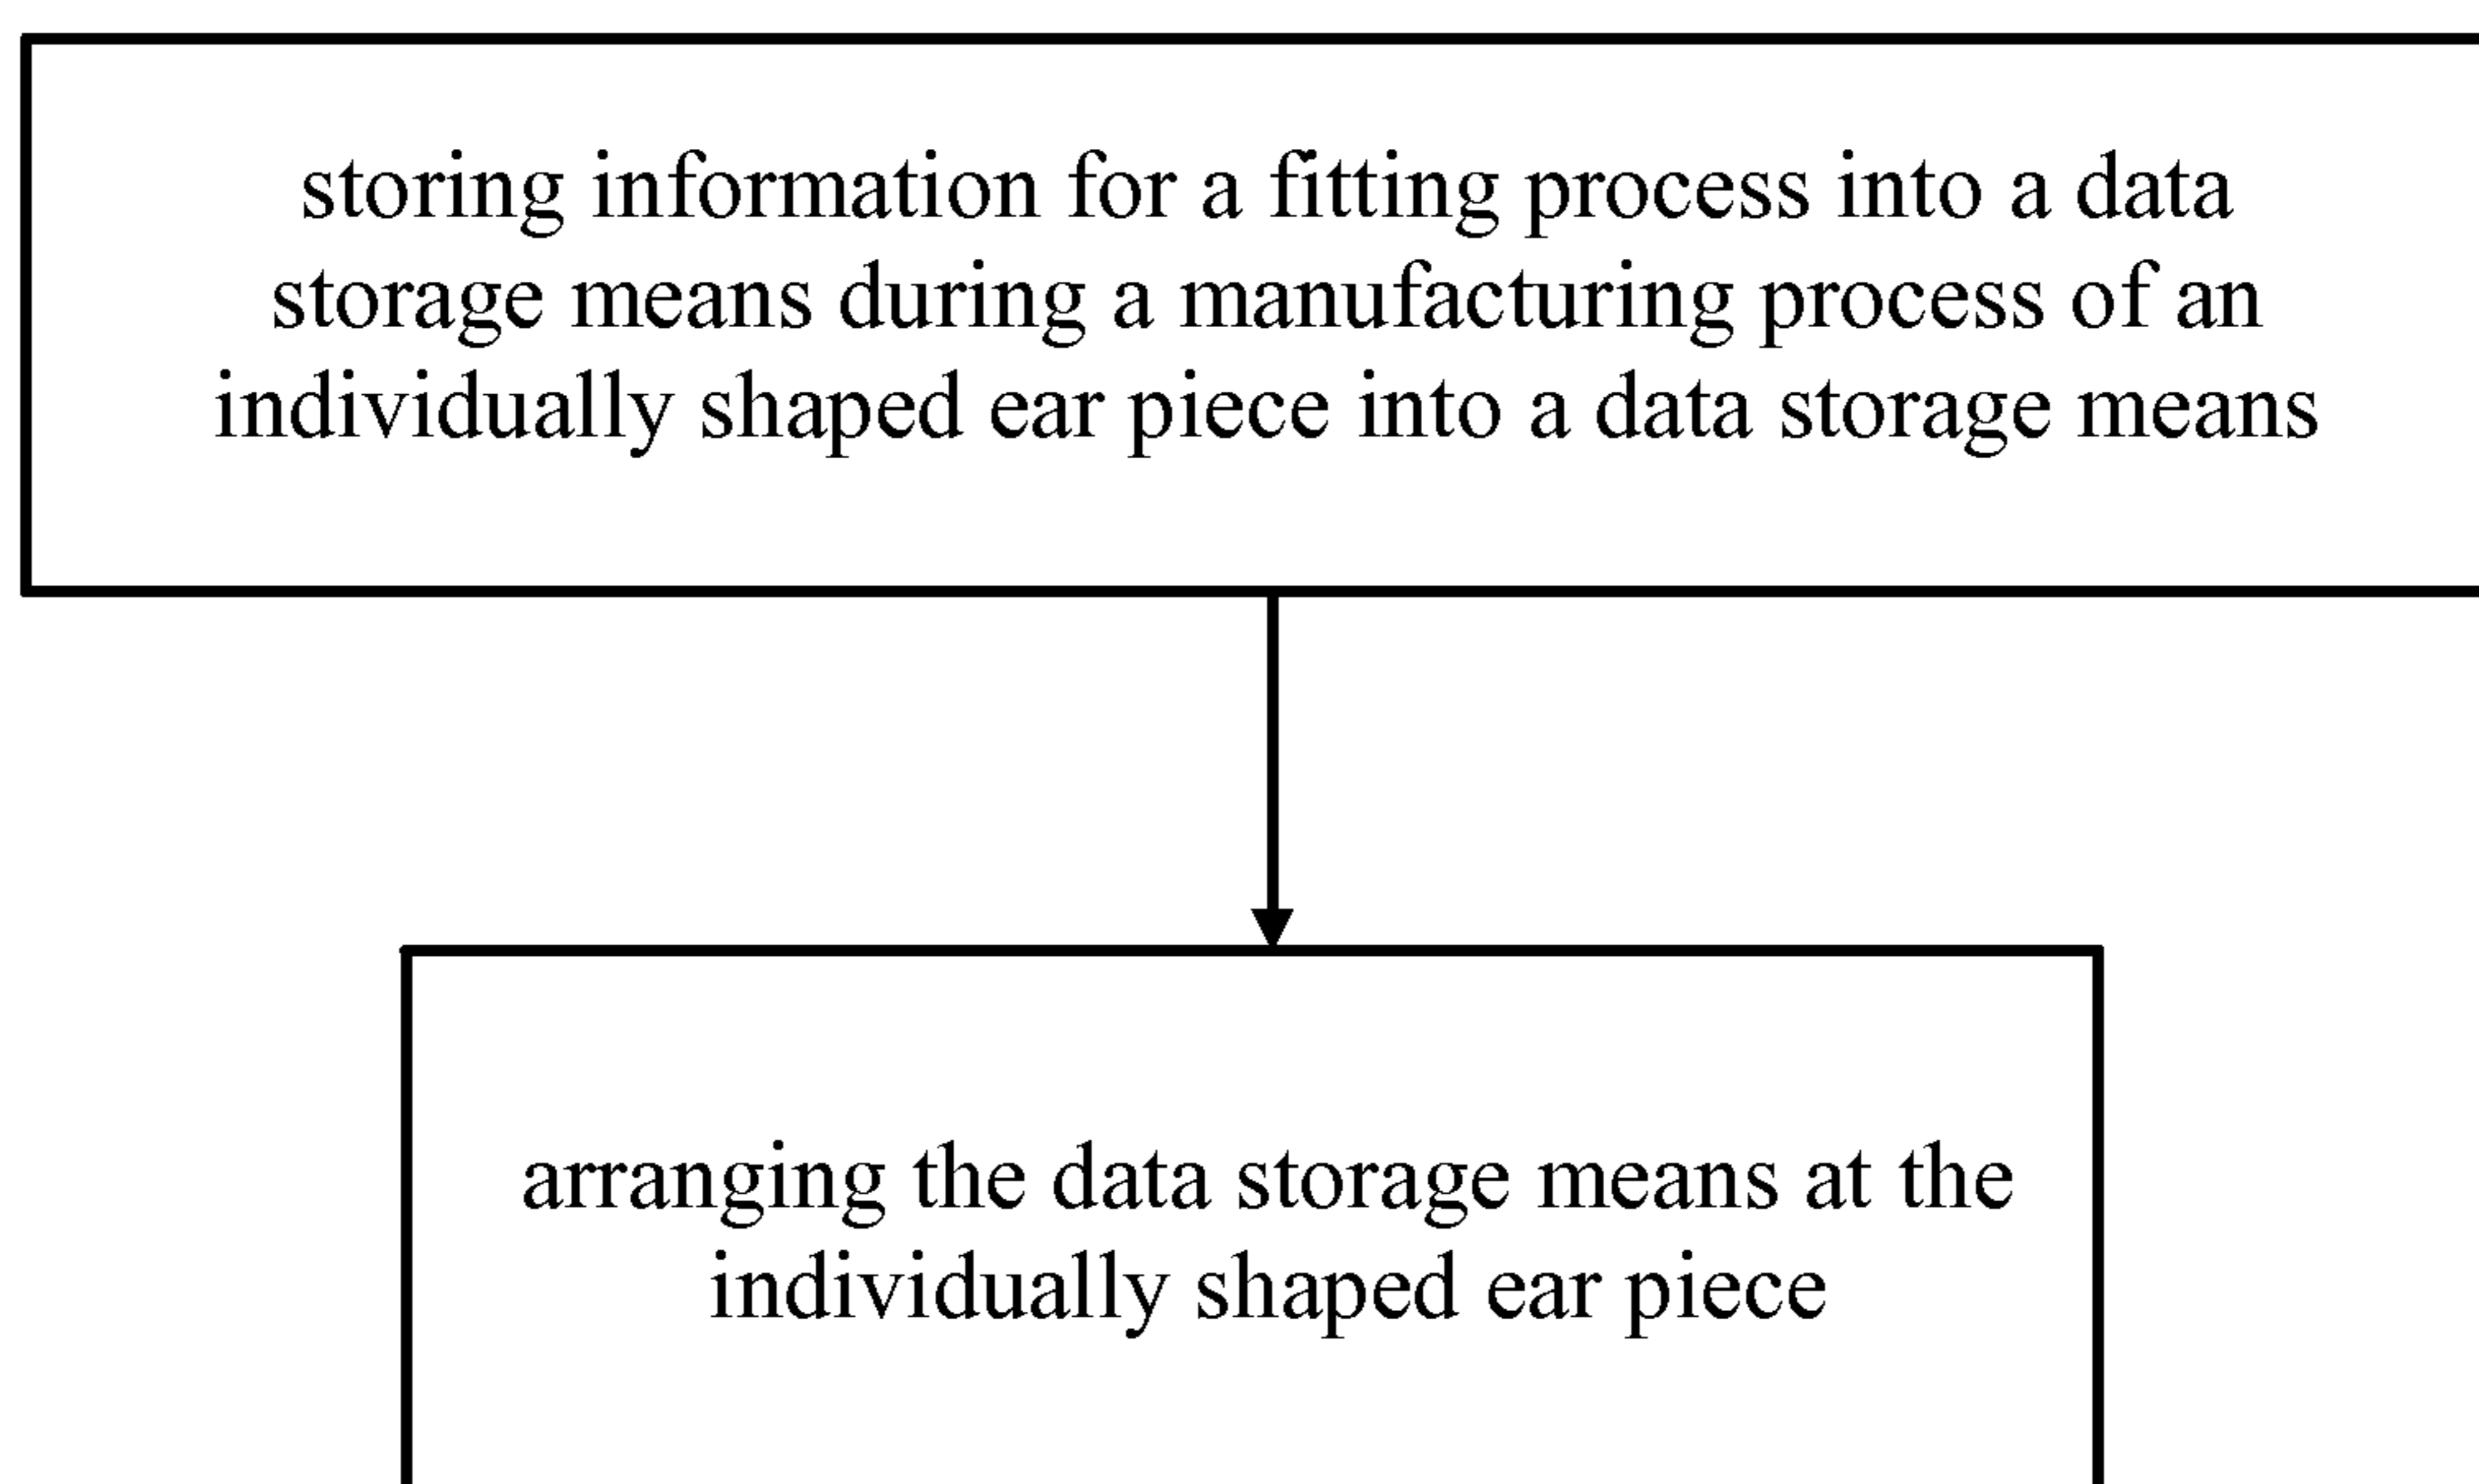 storing information for a fitting process into a data
storage means during a manufacturing process of an
individually shaped ear piece into a data storage means
arranging the data storage means at the
individually shaped ear piece